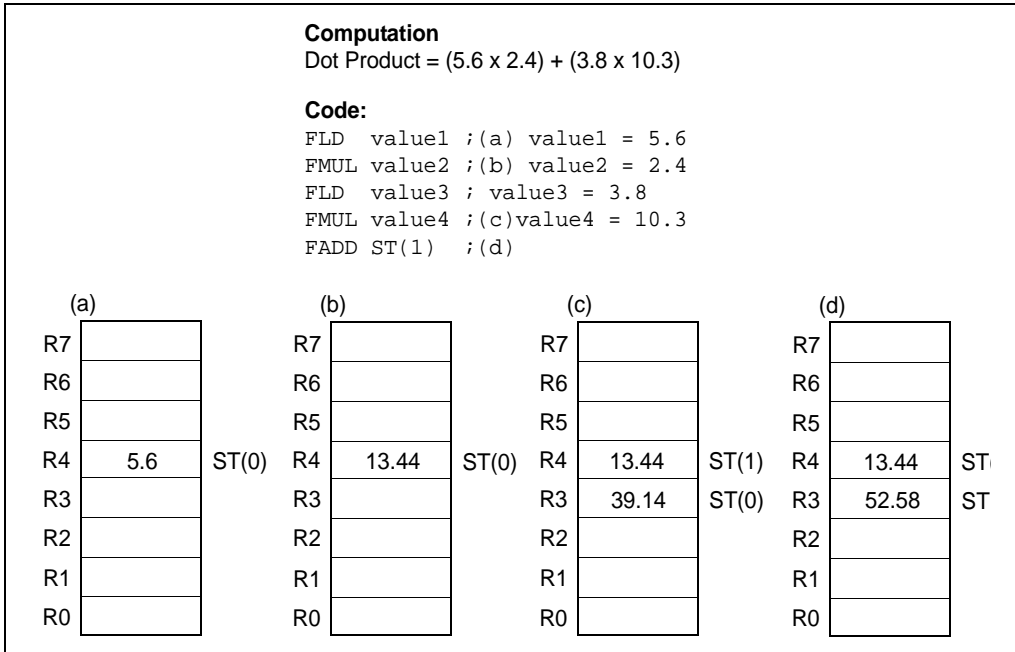 Computation
Dot Product = (5.6 x 2.4) + (3.8 x 10.3)
Code:
FLD value1 ;(a) value1 = 5.6
FMUL value2 ;(b) value2 = 2.4
FLD value3 ; value3 = 3.8
FMUL value4 ;(c)value4 = 10.3
FADD ST(1) ;(d)
(a) (b) (c) (d)
R7 R7 R7 R7
R6 R6 R6 R6
R5 R5 R5 R5
R4 5.6 ST(0) R4 13.44 ST(0) R4 13.44 ST(1) R4 13.44 ST(
R3 R3 R3 39.14 ST(0) R3 52.58 ST
R2 R2 R2 R2
R1 R1 R1 R1
R0 R0 R0 R0